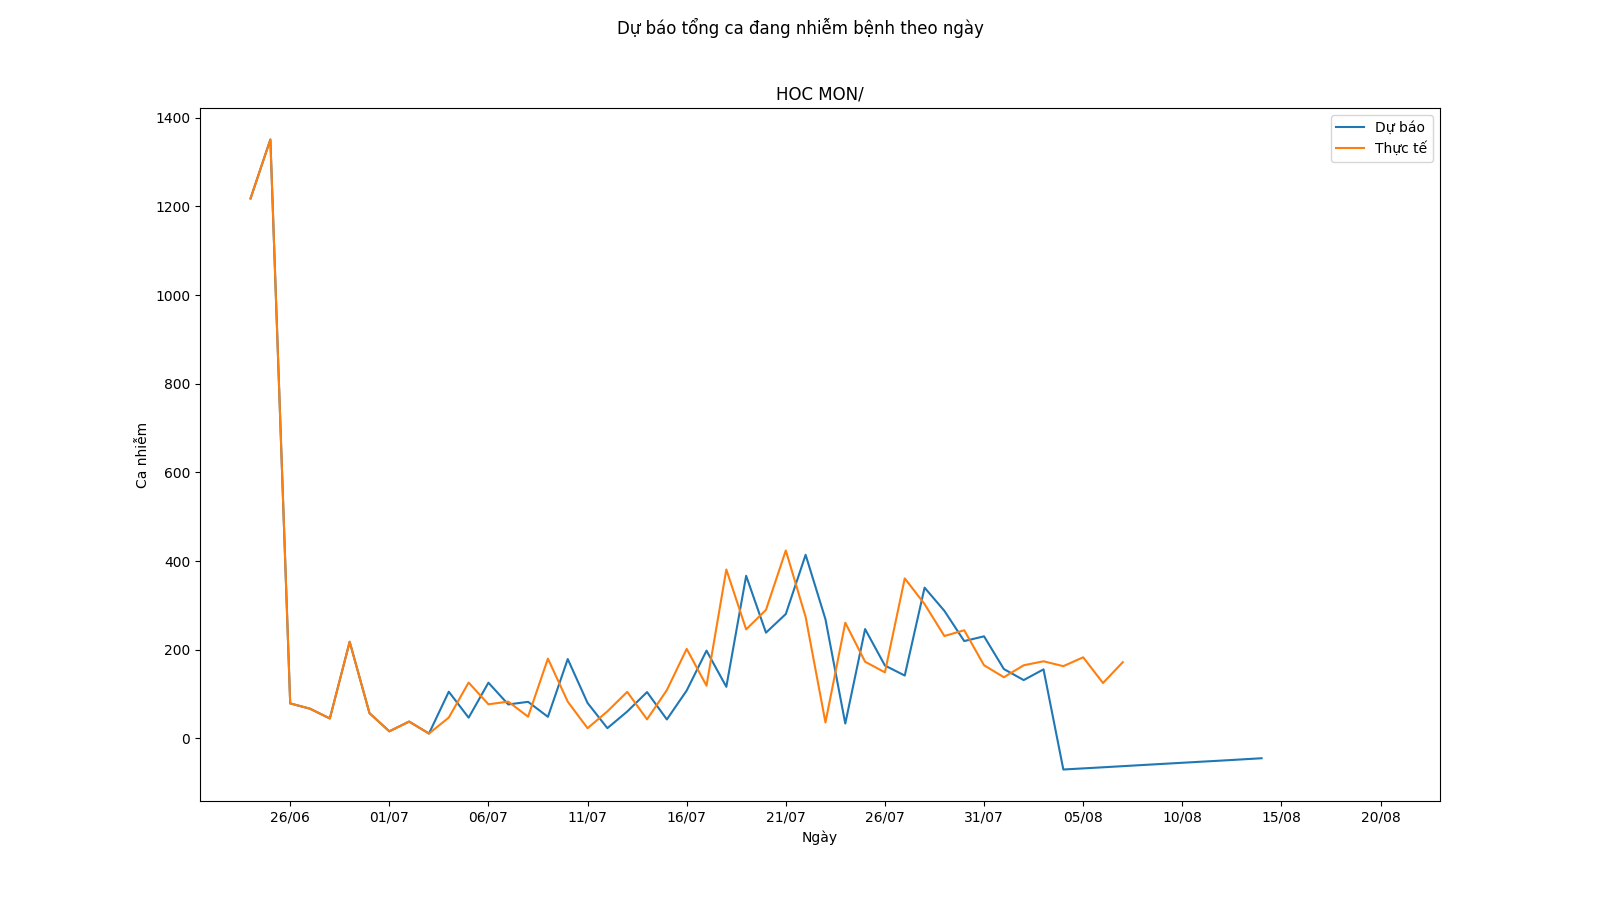 Dự báo tổng ca đang nhiễm bệnh theo ngày
HOC MON/
Dự báo
Thực tế
1400
1200
1000
800
600
400
200
0
Ca nhiễm
26/06 01/07 06/07 11/07 16/07 21/07 26/07 31/07 05/08 10/08 15/08 20/08
Ngày